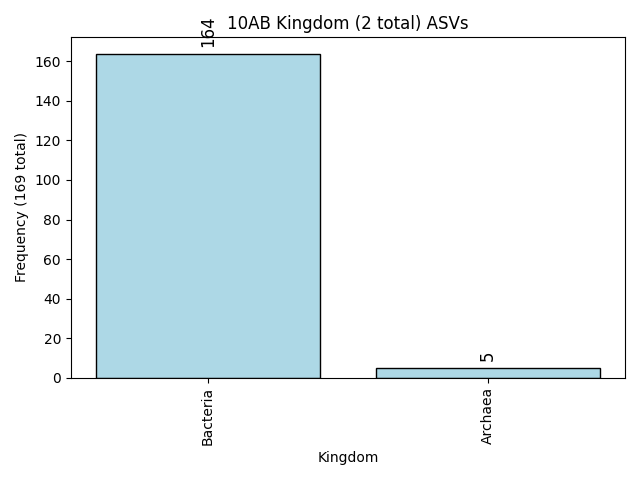 10AB Kingdom (2 total) ASVs
164
5
Frequency (169 total)
160
140
120
100
80
60
40
20
0
Bacteria
Archaea
Kingdom